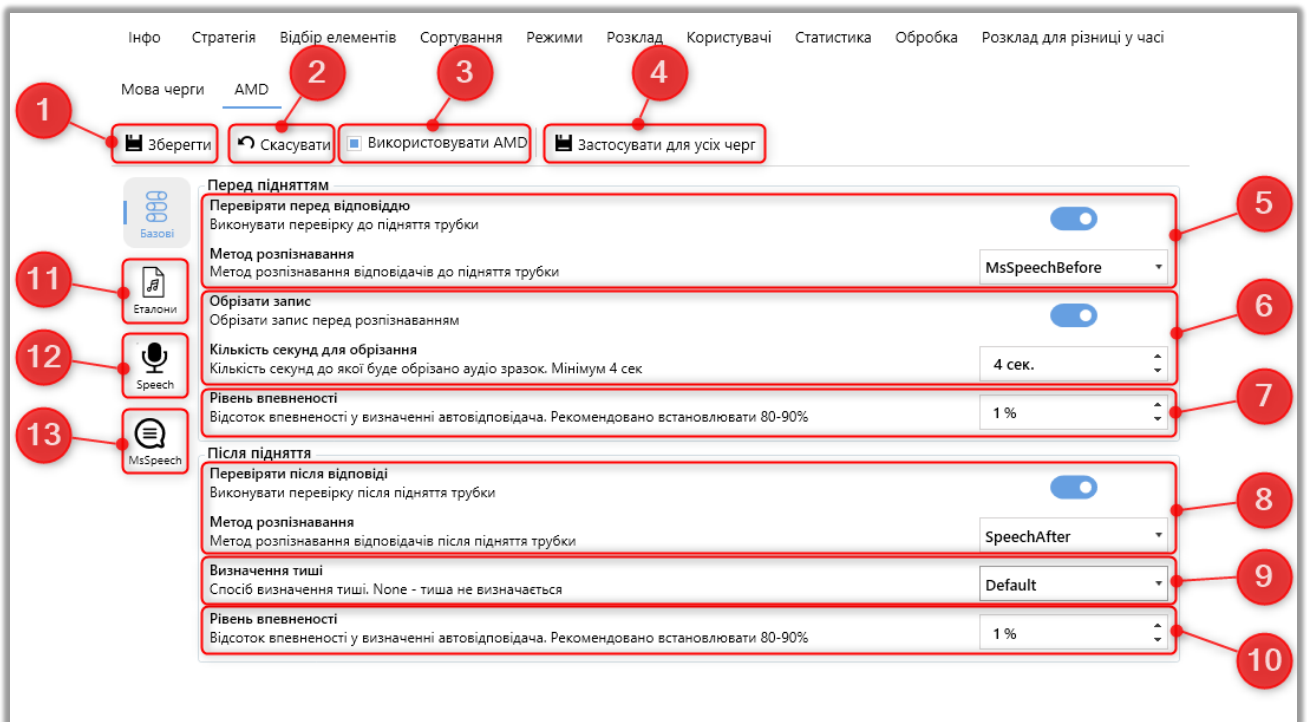 Інфо Стратегія Відбір елементів Сортування Режими Розклад Користувачі Статистика Обробка Розклад для різниці у часі
2 3 4
Мова черги AMD
1
Зберегти Скасувати Використовувати AMD Застосувати для усіх черг
Перед підняттям
Перевіряти перед відповіддю
5
Виконувати перевірку до підняття трубки
Базові
Метод розпізнавання
Метод розпізнавання відповідачів до підняття трубки
MsSpeechBefore
11
Еталони
Обрізати запис
Обрізати запис перед розпізнаванням
6
Кількість секунд для обрізання
Кількість секунд до якої буде обрізано аудіо зразок. Мінімум 4 сек
4 сек.
12
Speech
Рівень впевненості
Відсоток впевненості у визначенні автовідповідача. Рекомендовано встановлювати 80-90%
1 %
7
13
MsSpeech
Після підняття
Перевіряти після відповіді
Виконувати перевірку після підняття трубки
8
Метод розпізнавання
Метод розпізнавання відповідачів після підняття трубки
SpeechAfter
Визначення тиші
Спосіб визначення тиші. None - тиша не визначається
Default
9
Рівень впевненості
Відсоток впевненості у визначенні автовідповідача. Рекомендовано встановлювати 80-90%
1 %
10